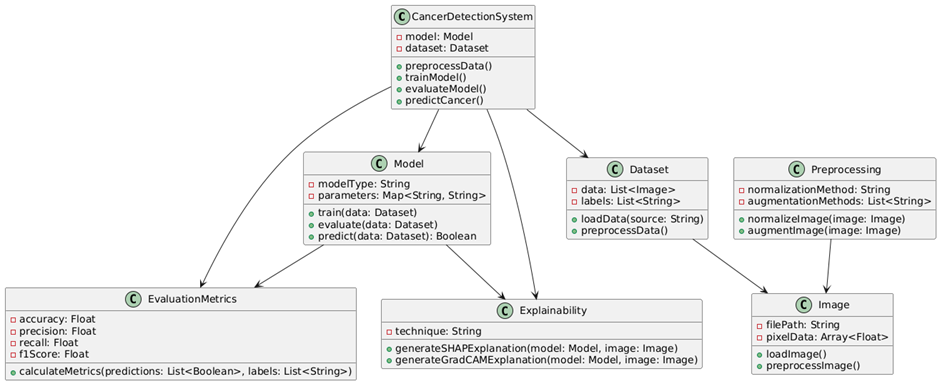 C CancerDetectionSystem
model: Model
dataset: Dataset
preprocessData()
trainModel()
evaluateModel()
predictCancer()
C Model
modelType: String
parameters: Map<String, String>
train(data: Dataset)
evaluate(data: Dataset)
predict(data: Dataset): Boolean
C Dataset
data: List<Image>
labels: List<String>
loadData(source: String)
preprocessData()
C Preprocessing
normalizationMethod: String
augmentationMethods: List<String>
normalizeImage(image: Image)
augmentImage(image: Image)
C EvaluationMetrics
accuracy: Float
precision: Float
recall: Float
f1Score: Float
calculateMetrics(predictions: List<Boolean>, labels: List<String>)
C Explainability
technique: String
generateSHAPExplanation(model: Model, image: Image)
generateGradCAMExplanation(model: Model, image: Image)
C Image
filePath: String
pixelData: Array<Float>
loadImage()
preprocessImage()